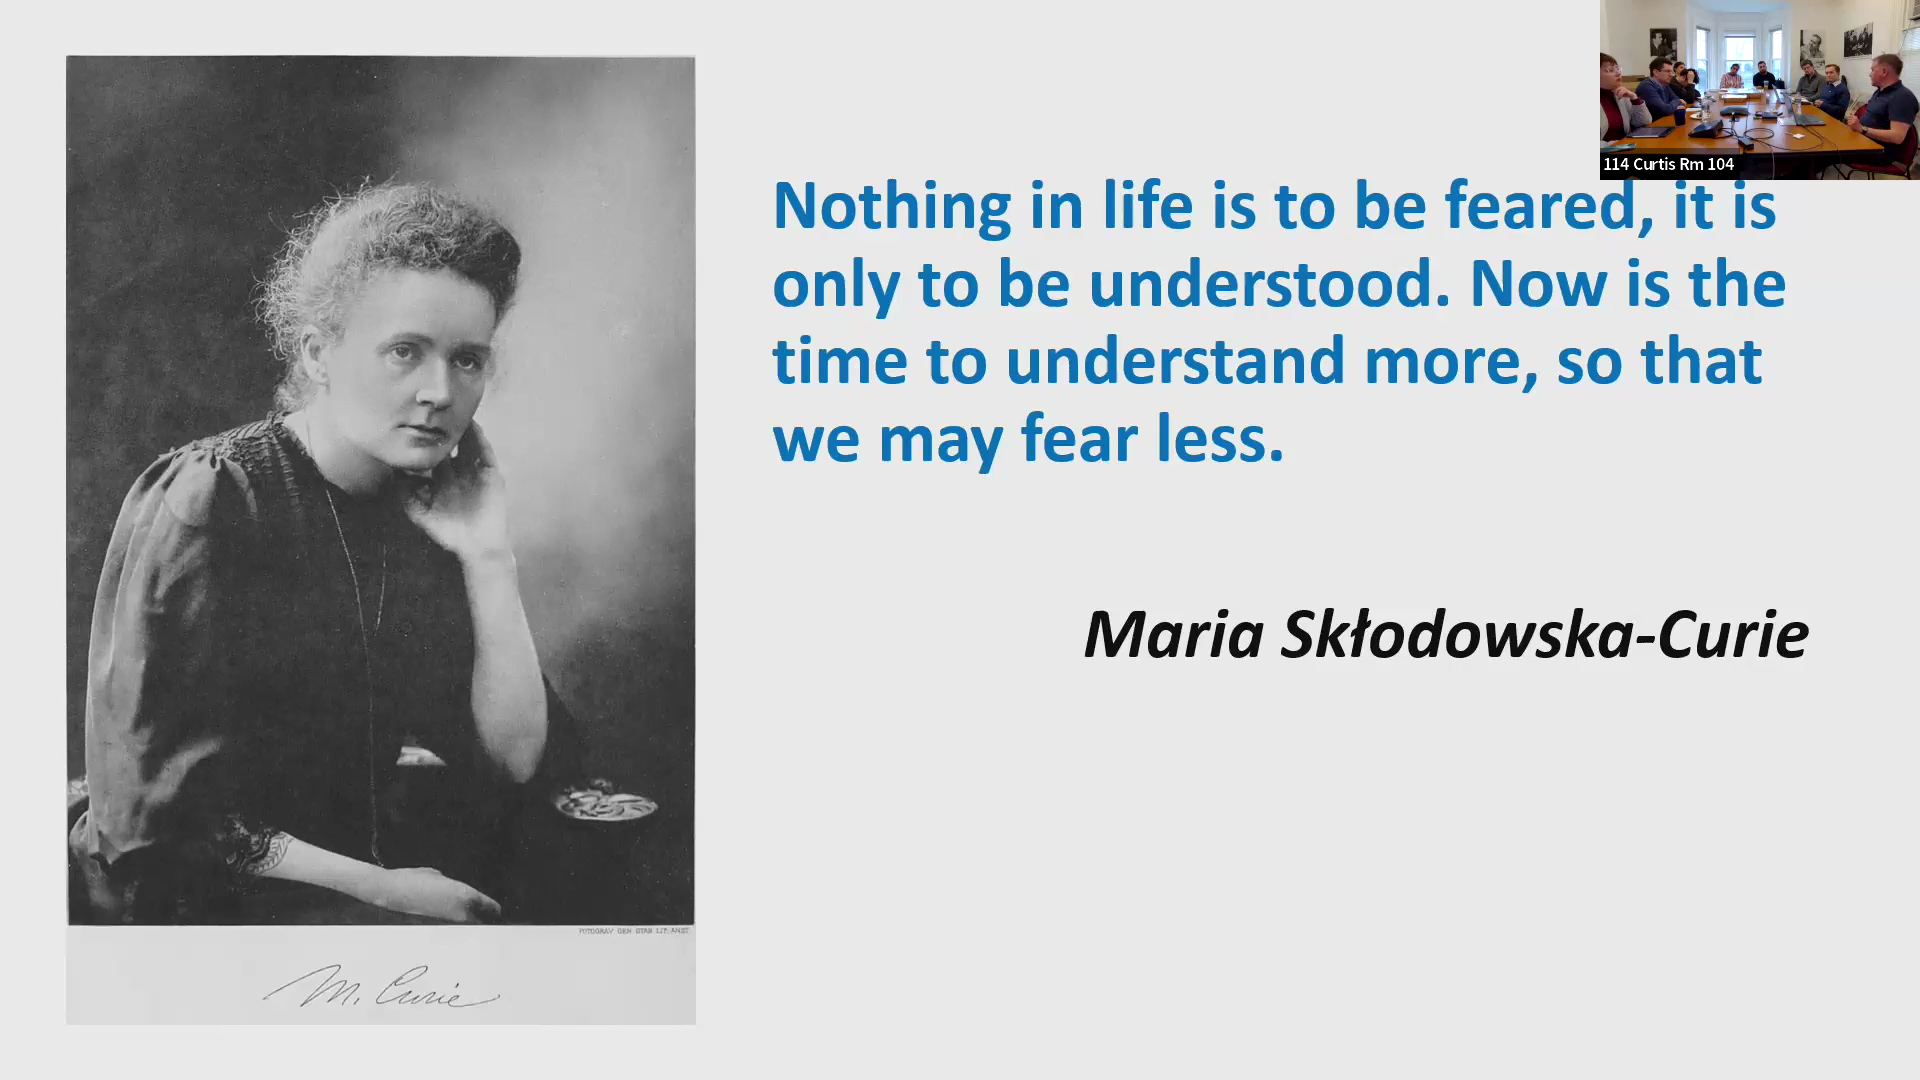 114 Curtis Rm 104
Nothing in life is to be feared, it is
only to be understood. Now is the
time to understand more, so that
we may fear less.
Maria Skłodowska-Curie
M. Curie